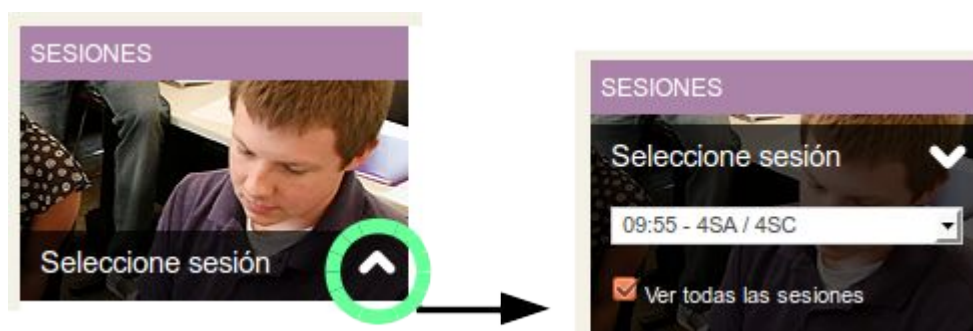 SESIONES
Seleccione sesión
SESIONES
Seleccione sesión
09:55 - 4SA / 4SC
Ver todas las sesiones